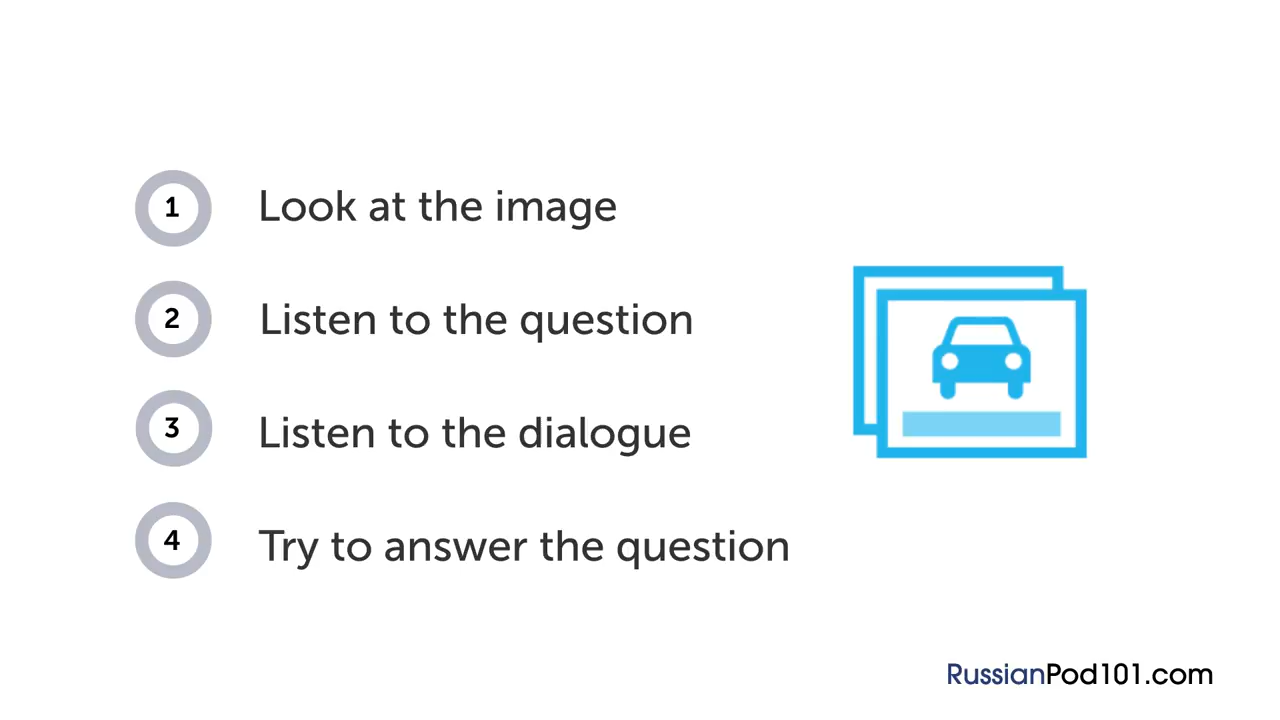 1 Look at the image
2 Listen to the question
3 Listen to the dialogue
4 Try to answer the question
RussianPod101.com